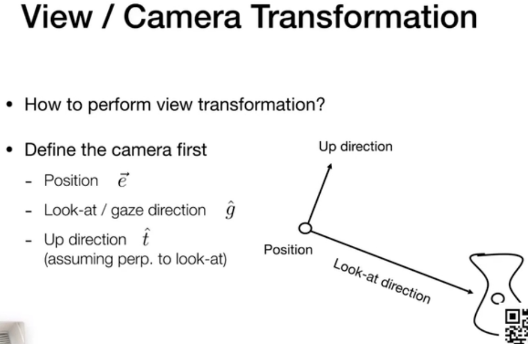 View / Camera Transformation
• How to perform view transformation?
• Define the camera first
- Position $\vec{e}$
- Look-at / gaze direction $\hat{g}$
- Up direction $\hat{t}$
(assuming perp. to look-at)
Up direction
Position
Look-at direction